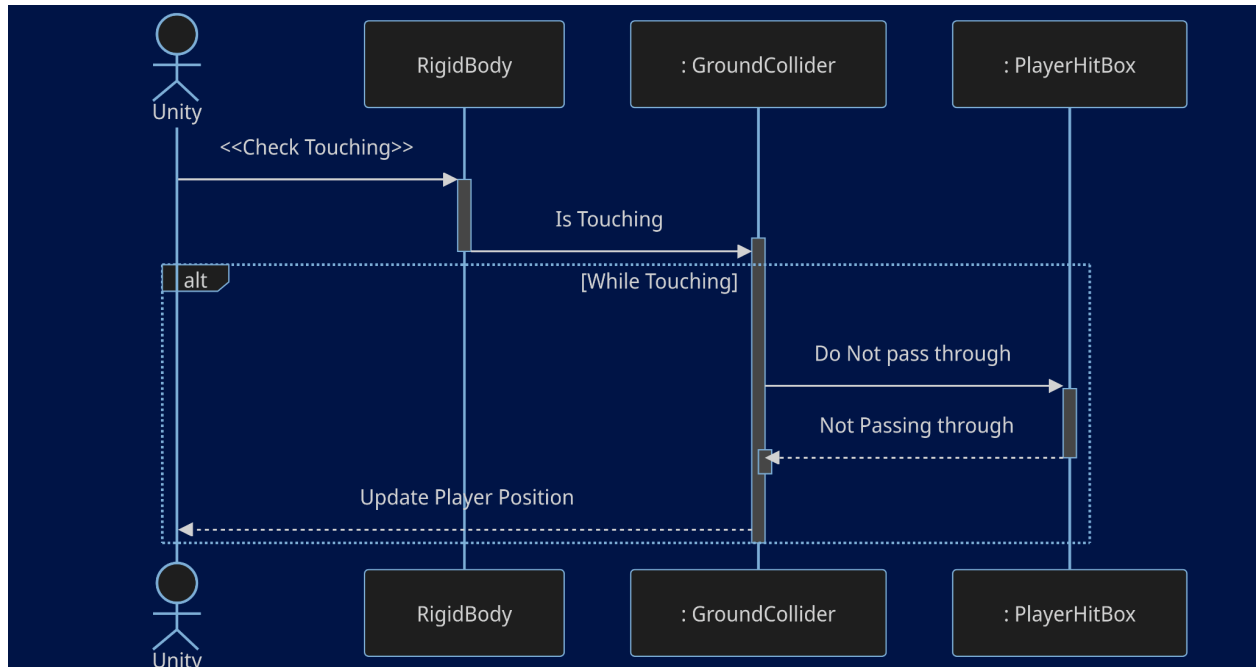 Unity
RigidBody
: GroundCollider
: PlayerHitBox
<<Check Touching>>
Is Touching
alt
[While Touching]
Do Not pass through
Not Passing through
Update Player Position
Unity
RigidBody
: GroundCollider
: PlayerHitBox